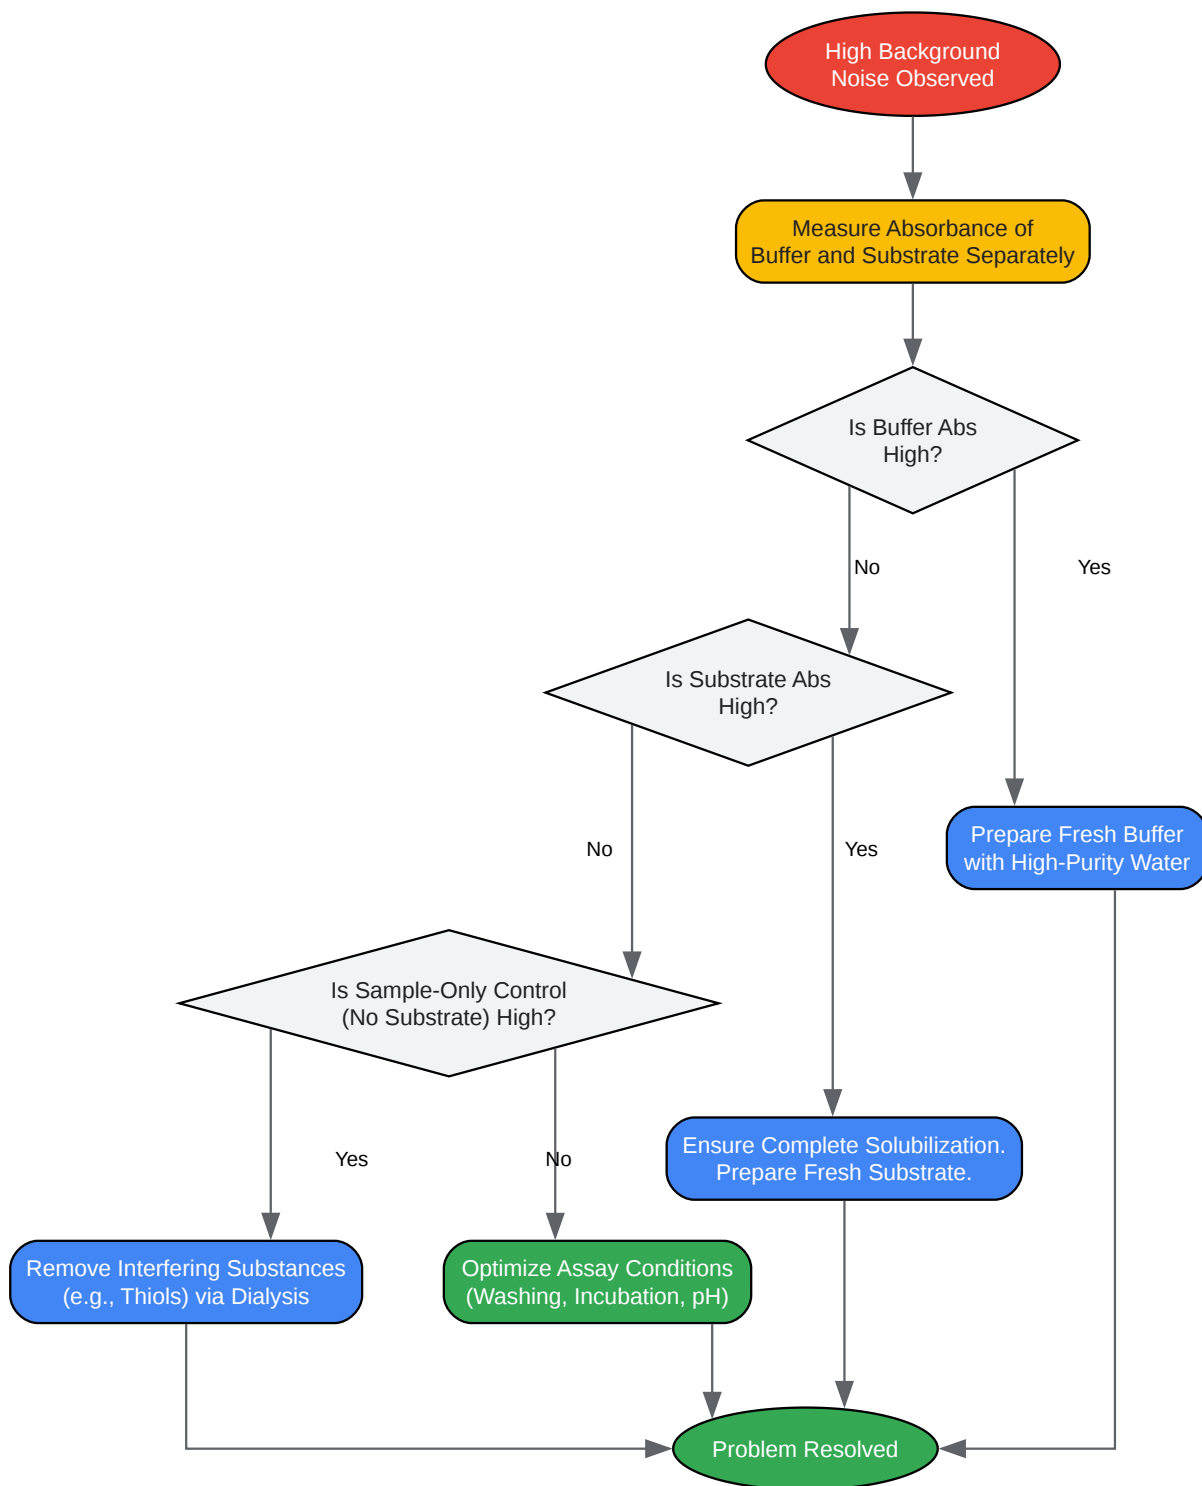 High Background
Noise Observed
Measure Absorbance of
Buffer and Substrate Separately
Is Buffer Abs
High?
No
Yes
Is Substrate Abs
High?
Prepare Fresh Buffer
with High-Purity Water
No
Yes
Is Sample-Only Control
(No Substrate) High?
Ensure Complete Solubilization.
Prepare Fresh Substrate.
Yes
No
Remove Interfering Substances
(e.g., Thiols) via Dialysis
Optimize Assay Conditions
(Washing, Incubation, pH)
Problem Resolved